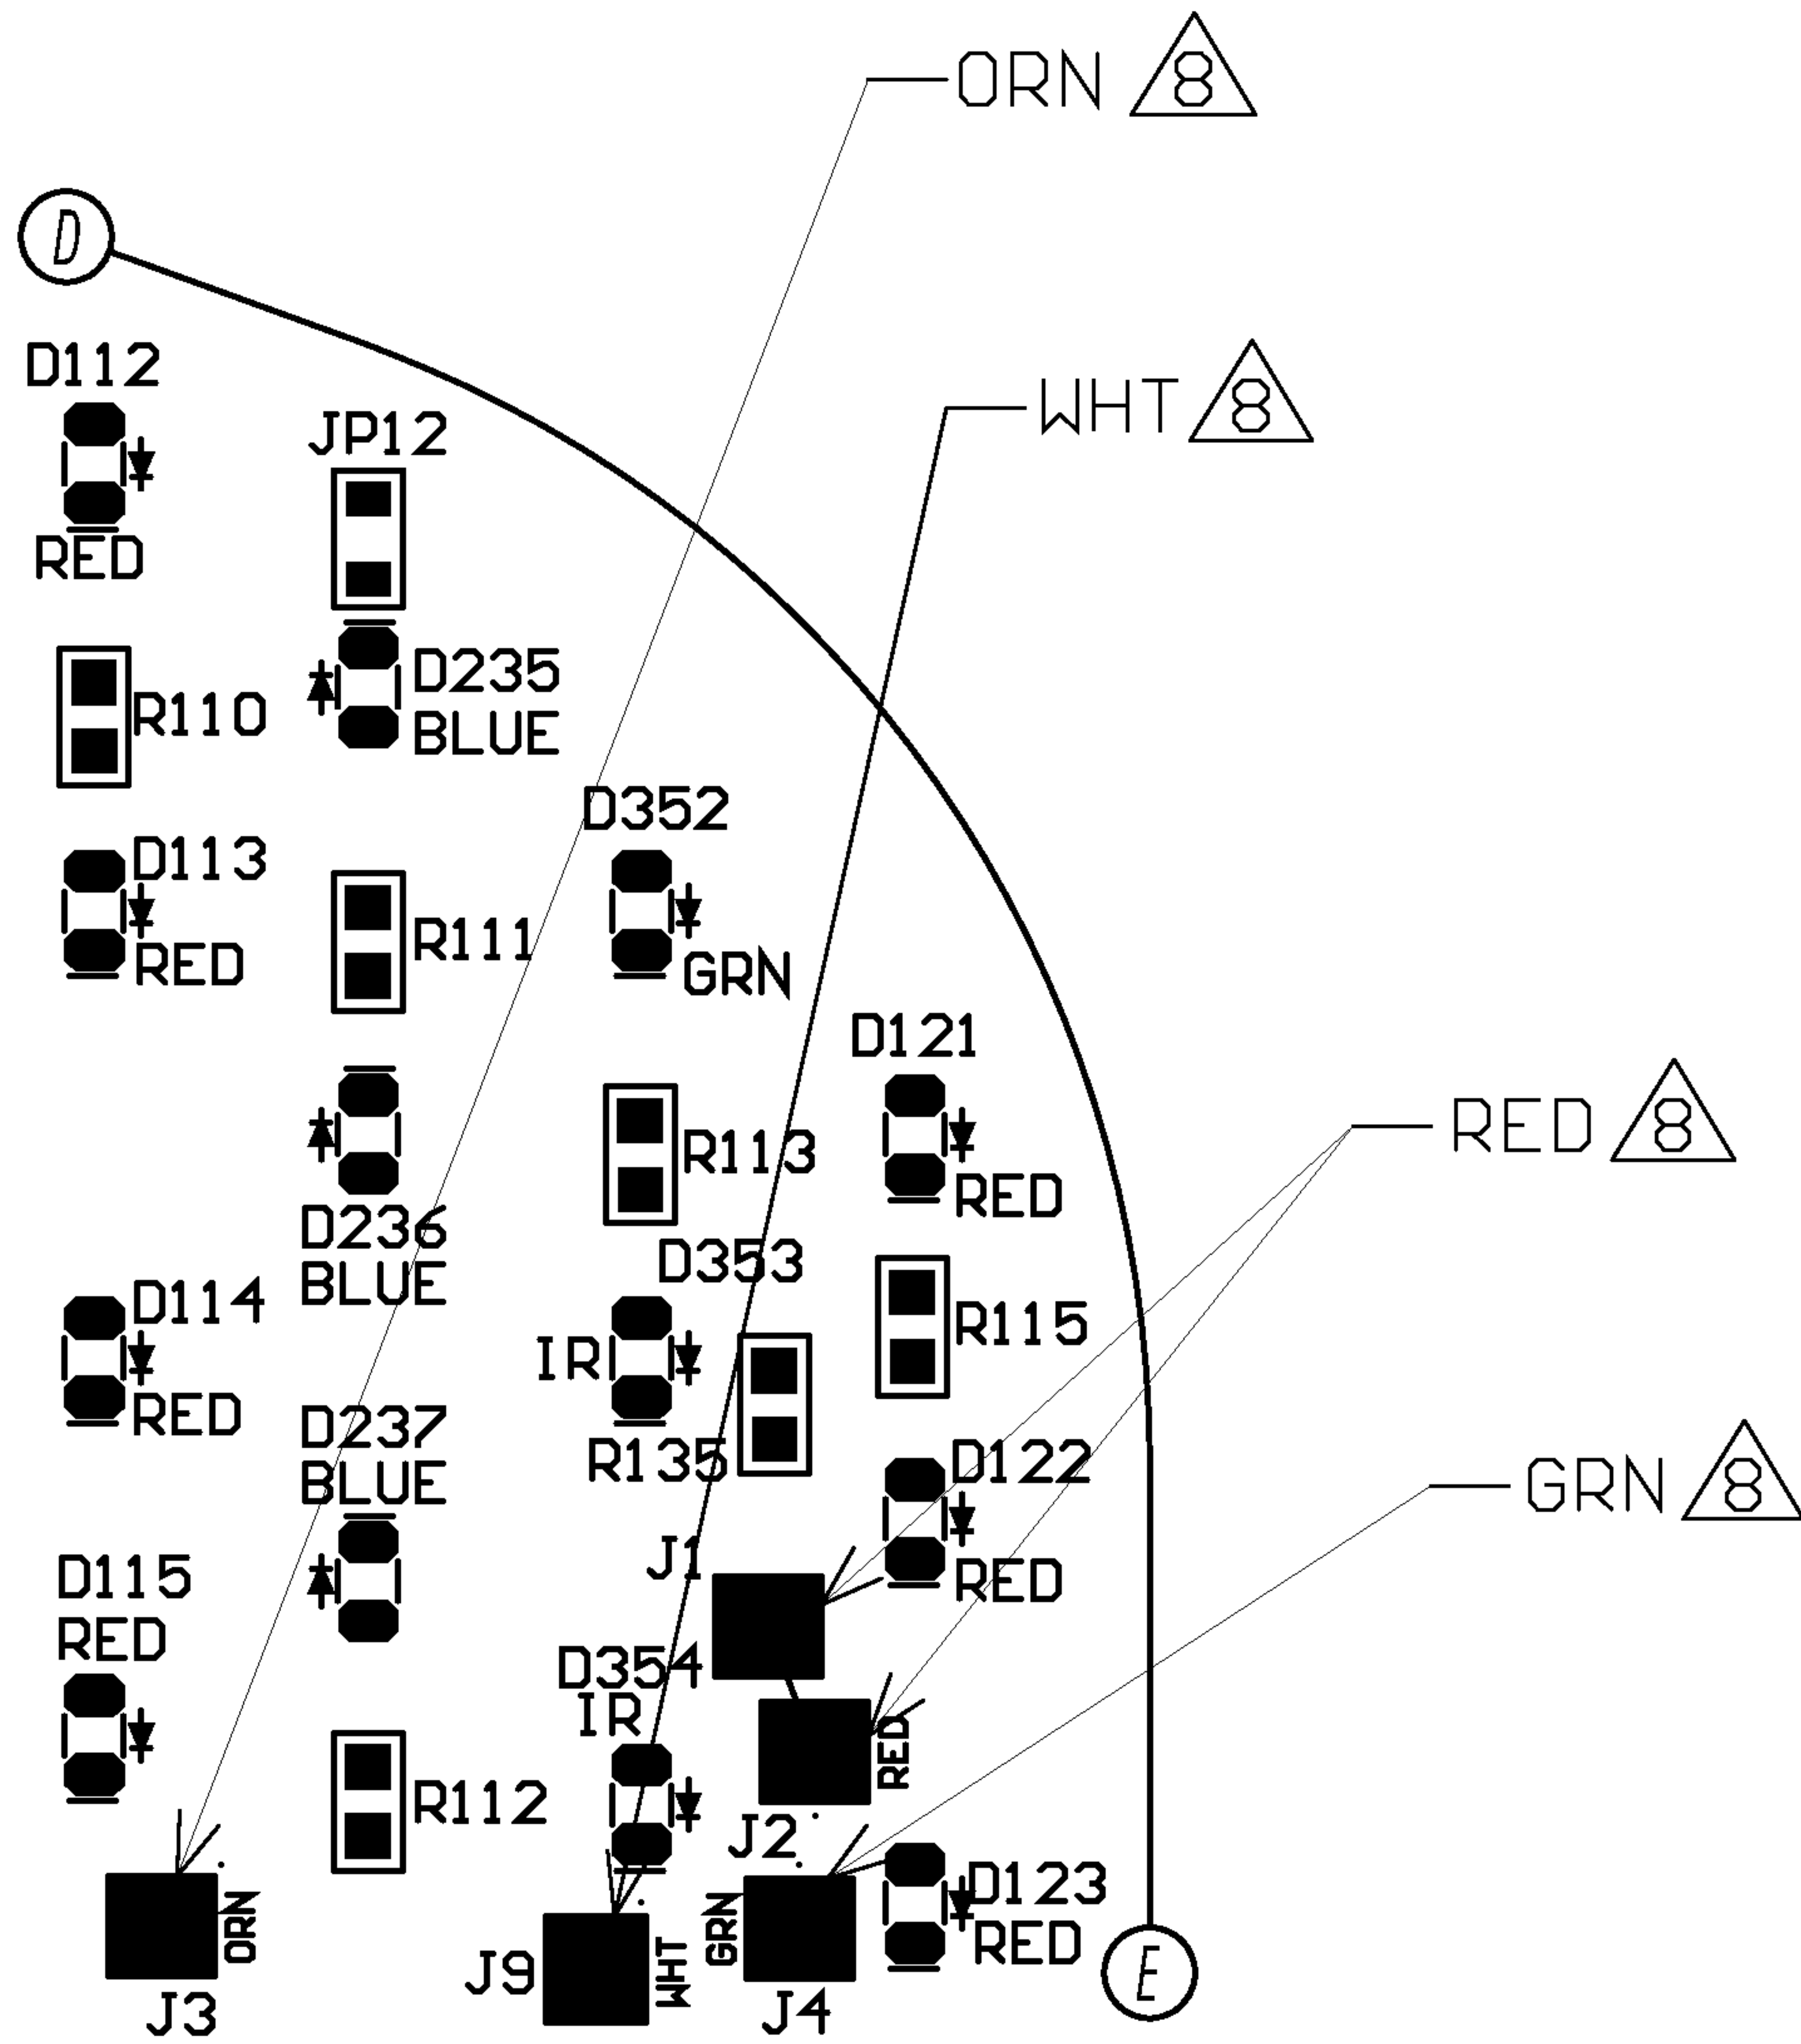 ORN 8
D
WHT 8
D112
RED
JP12
D235
BLUE
R110
D352
GRN
D113
RED
R111
D121
RED
R113
RED 8
D236
BLUE
D353
IR
R115
D114
RED
D237
BLUE
R135
D122
RED
GRN 8
J1
D115
RED
D354
IR
RED
R112
J2
D123
RED
ORN
J3
J9
WHT
GRN
J4
E